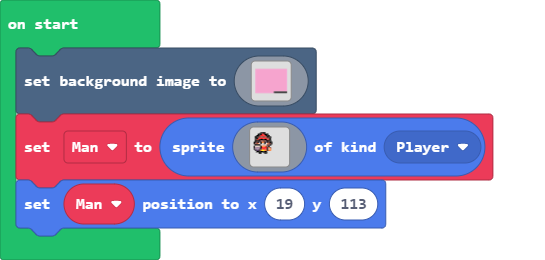 on start
set background image to
set Man to sprite of kind Player
set Man position to x 19 y 113